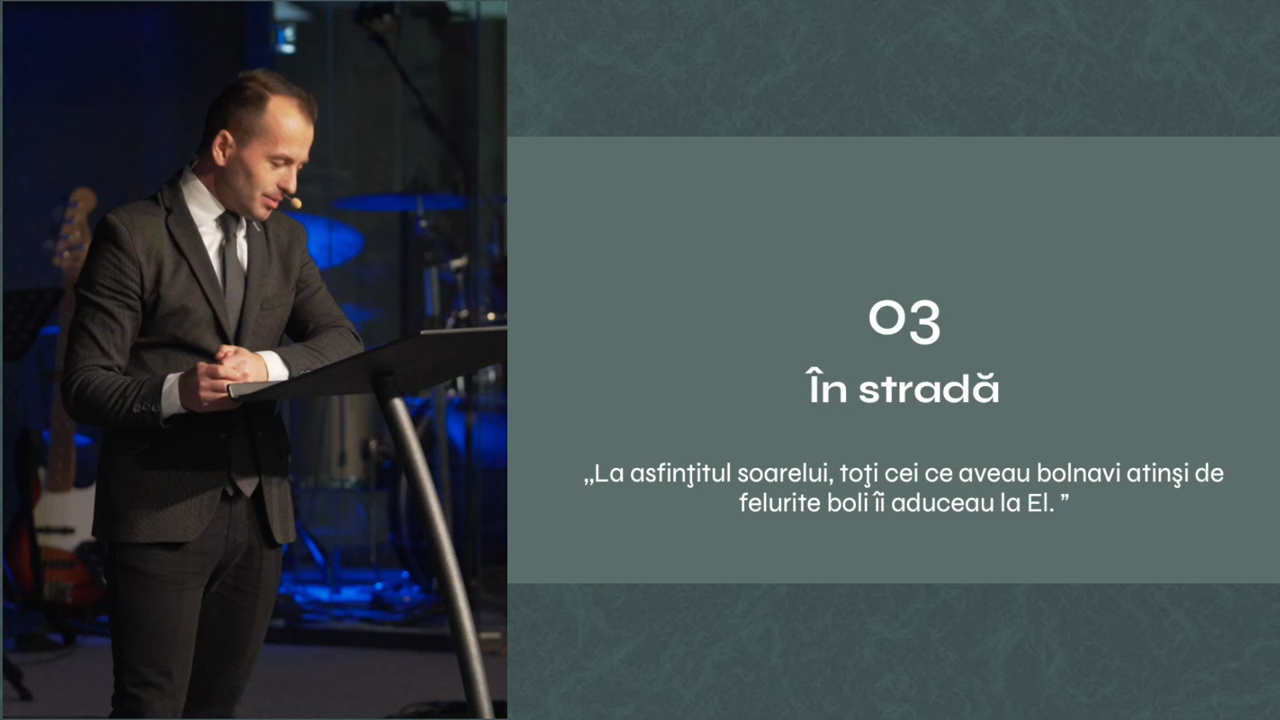 03
În stradă
„La asfinţitul soarelui, toţi cei ce aveau bolnavi atinşi de
felurite boli îi aduceau la El. ”